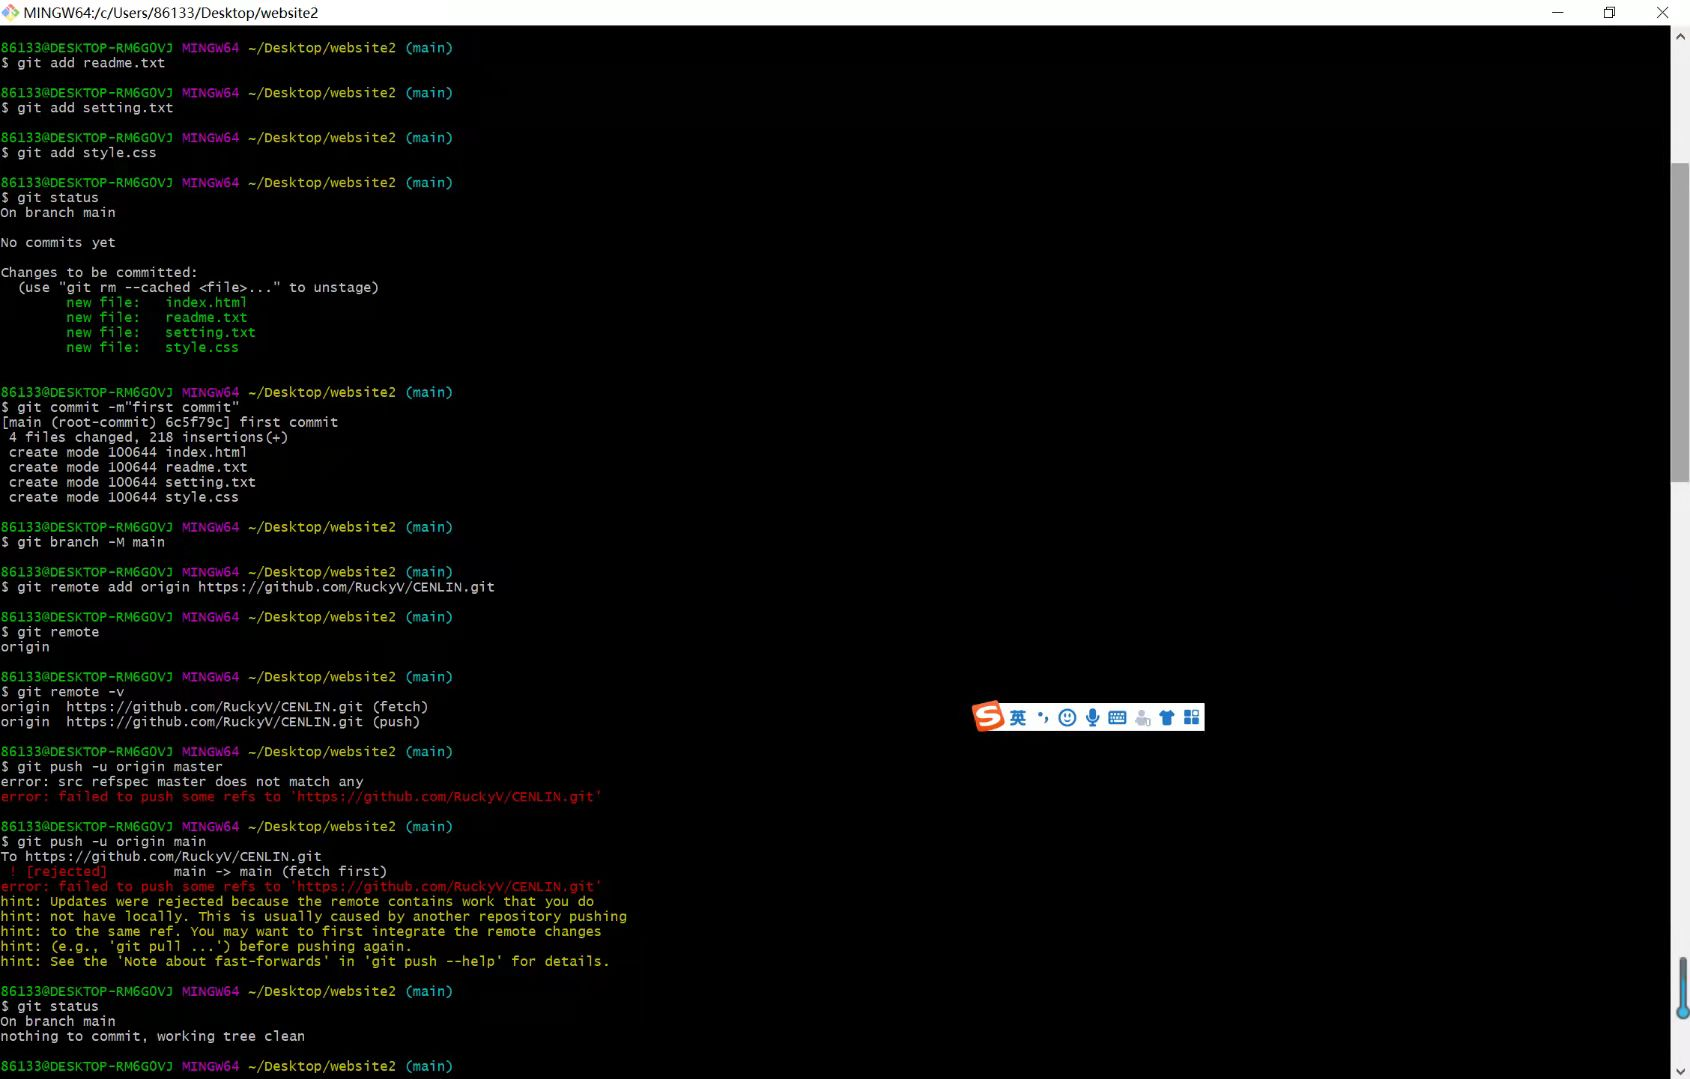 MINGW64:/c/Users/86133/Desktop/website2
86133@DESKTOP-RM6G0VJ MINGW64 ~/Desktop/website2 (main)
$ git add readme.txt
86133@DESKTOP-RM6G0VJ MINGW64 ~/Desktop/website2 (main)
$ git add setting.txt
86133@DESKTOP-RM6G0VJ MINGW64 ~/Desktop/website2 (main)
$ git add style.css
86133@DESKTOP-RM6G0VJ MINGW64 ~/Desktop/website2 (main)
$ git status
On branch main
No commits yet
Changes to be committed:
  (use "git rm --cached <file>..." to unstage)
        new file:   index.html
        new file:   readme.txt
        new file:   setting.txt
        new file:   style.css
86133@DESKTOP-RM6G0VJ MINGW64 ~/Desktop/website2 (main)
$ git commit -m"first commit"
[main (root-commit) 6c5f79c] first commit
 4 files changed, 218 insertions(+)
 create mode 100644 index.html
 create mode 100644 readme.txt
 create mode 100644 setting.txt
 create mode 100644 style.css
86133@DESKTOP-RM6G0VJ MINGW64 ~/Desktop/website2 (main)
$ git branch -M main
86133@DESKTOP-RM6G0VJ MINGW64 ~/Desktop/website2 (main)
$ git remote add origin https://github.com/RuckyV/CENLIN.git
86133@DESKTOP-RM6G0VJ MINGW64 ~/Desktop/website2 (main)
$ git remote
origin
86133@DESKTOP-RM6G0VJ MINGW64 ~/Desktop/website2 (main)
$ git remote -v
origin  https://github.com/RuckyV/CENLIN.git (fetch)
origin  https://github.com/RuckyV/CENLIN.git (push)
英
86133@DESKTOP-RM6G0VJ MINGW64 ~/Desktop/website2 (main)
$ git push -u origin master
error: src refspec master does not match any
error: failed to push some refs to 'https://github.com/RuckyV/CENLIN.git'
86133@DESKTOP-RM6G0VJ MINGW64 ~/Desktop/website2 (main)
$ git push -u origin main
To https://github.com/RuckyV/CENLIN.git
 ! [rejected]        main -> main (fetch first)
error: failed to push some refs to 'https://github.com/RuckyV/CENLIN.git'
hint: Updates were rejected because the remote contains work that you do
hint: not have locally. This is usually caused by another repository pushing
hint: to the same ref. You may want to first integrate the remote changes
hint: (e.g., 'git pull ...') before pushing again.
hint: See the 'Note about fast-forwards' in 'git push --help' for details.
86133@DESKTOP-RM6G0VJ MINGW64 ~/Desktop/website2 (main)
$ git status
On branch main
nothing to commit, working tree clean
86133@DESKTOP-RM6G0VJ MINGW64 ~/Desktop/website2 (main)